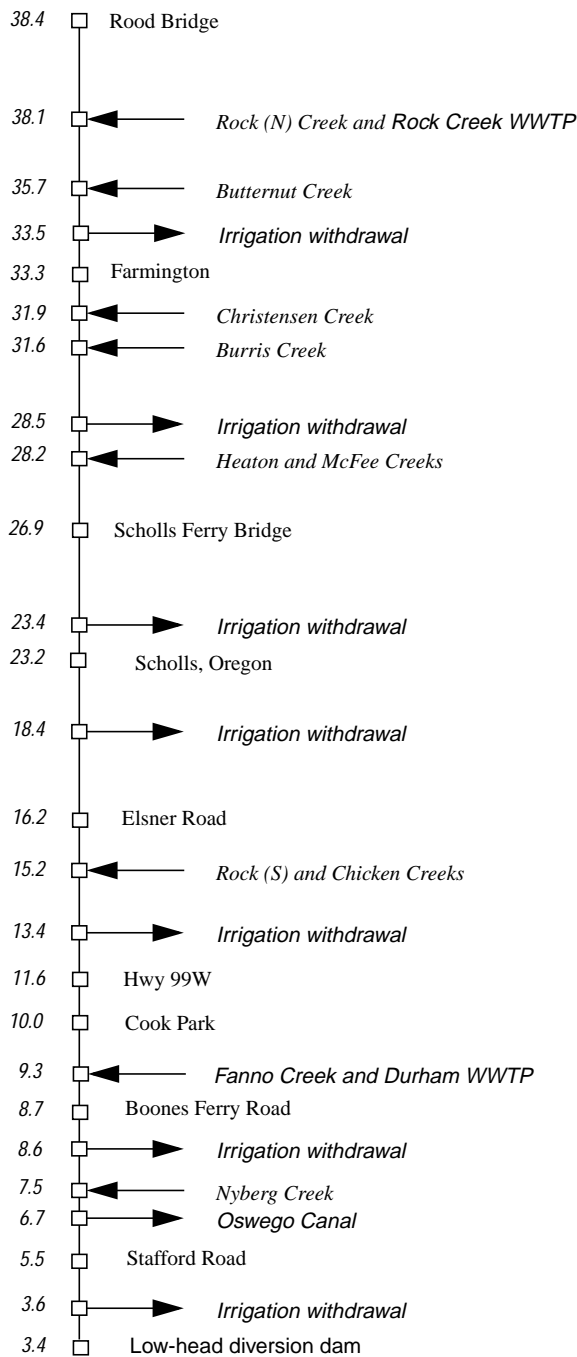 38.4 Rood Bridge
38.1 Rock (N) Creek and Rock Creek WWTP
35.7 Butternut Creek
33.5 Irrigation withdrawal
33.3 Farmington
31.9 Christensen Creek
31.6 Burris Creek
28.5 Irrigation withdrawal
28.2 Heaton and McFee Creeks
26.9 Scholls Ferry Bridge
23.4 Irrigation withdrawal
23.2 Scholls, Oregon
18.4 Irrigation withdrawal
16.2 Elsner Road
15.2 Rock (S) and Chicken Creeks
13.4 Irrigation withdrawal
11.6 Hwy 99W
10.0 Cook Park
9.3 Fanno Creek and Durham WWTP
8.7 Boones Ferry Road
8.6 Irrigation withdrawal
7.5 Nyberg Creek
6.7 Oswego Canal
5.5 Stafford Road
3.6 Irrigation withdrawal
3.4 Low-head diversion dam